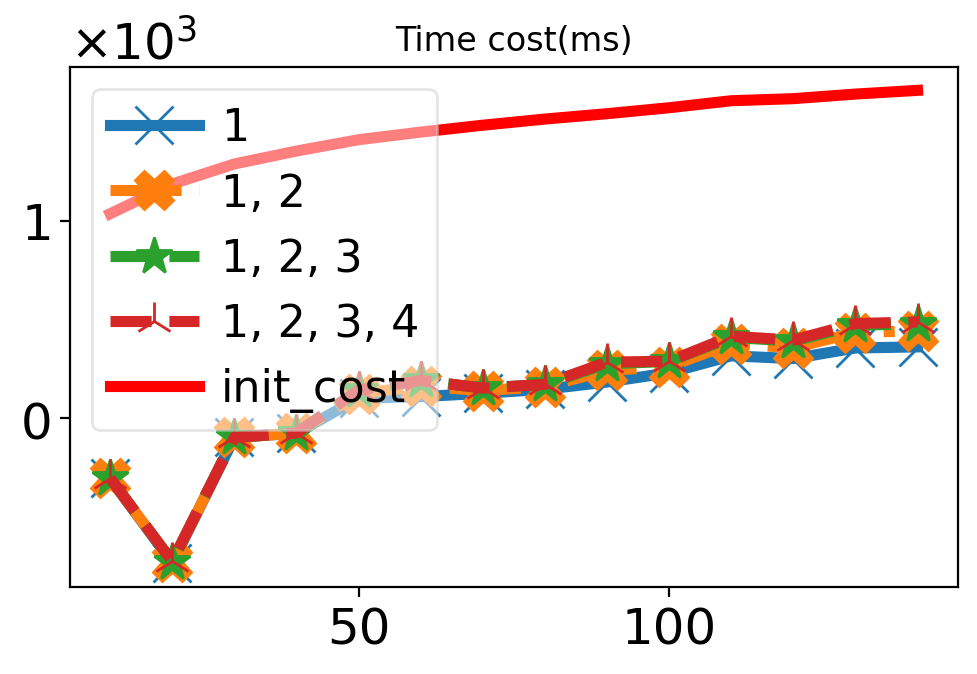 ×10³
Time cost(ms)
1
1, 2
1, 2, 3
1, 2, 3, 4
init_cost
1
0
50
100